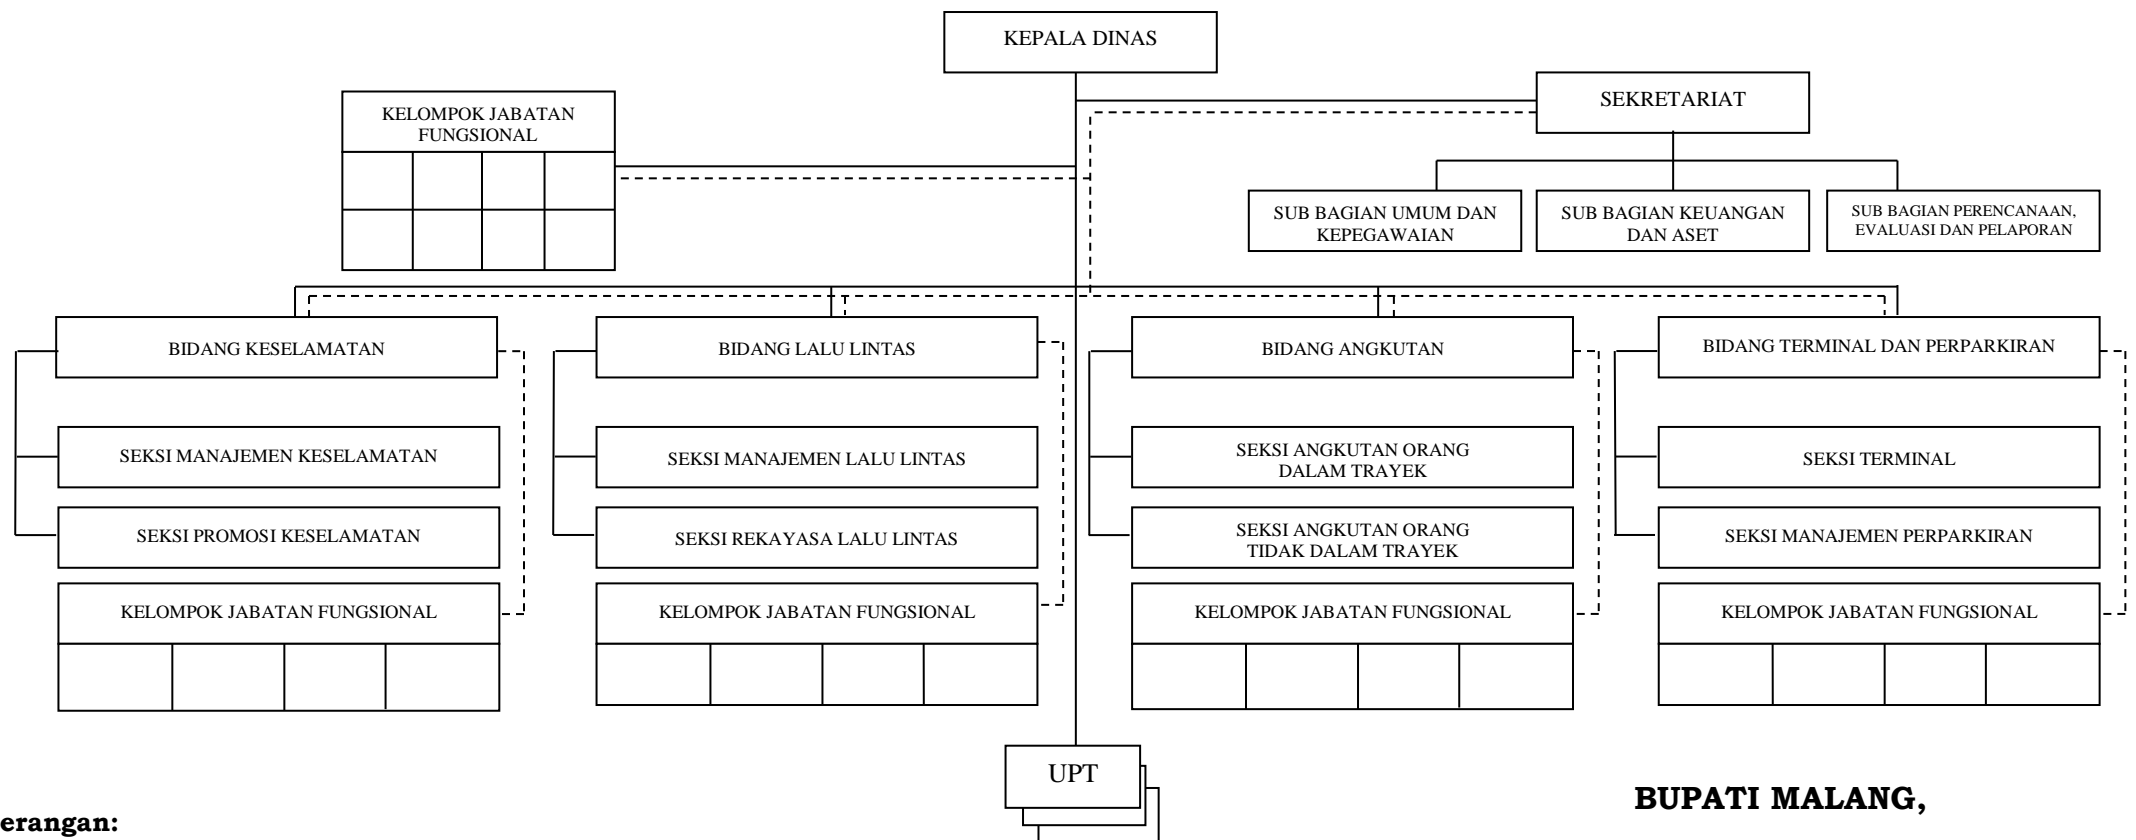 KEPALA DINAS
SEKRETARIAT
KELOMPOK JABATAN
FUNGSIONAL
SUB BAGIAN UMUM DAN
KEPEGAWAIAN
SUB BAGIAN KEUANGAN
DAN ASET
SUB BAGIAN PERENCANAAN,
EVALUASI DAN PELAPORAN
BIDANG KESELAMATAN
BIDANG LALU LINTAS
BIDANG ANGKUTAN
BIDANG TERMINAL DAN PERPARKIRAN
SEKSI MANAJEMEN KESELAMATAN
SEKSI MANAJEMEN LALU LINTAS
SEKSI ANGKUTAN ORANG
DALAM TRAYEK
SEKSI TERMINAL
SEKSI PROMOSI KESELAMATAN
SEKSI REKAYASA LALU LINTAS
SEKSI ANGKUTAN ORANG
TIDAK DALAM TRAYEK
SEKSI MANAJEMEN PERPARKIRAN
KELOMPOK JABATAN FUNGSIONAL
KELOMPOK JABATAN FUNGSIONAL
KELOMPOK JABATAN FUNGSIONAL
KELOMPOK JABATAN FUNGSIONAL
UPT
BUPATI MALANG,
erangan: